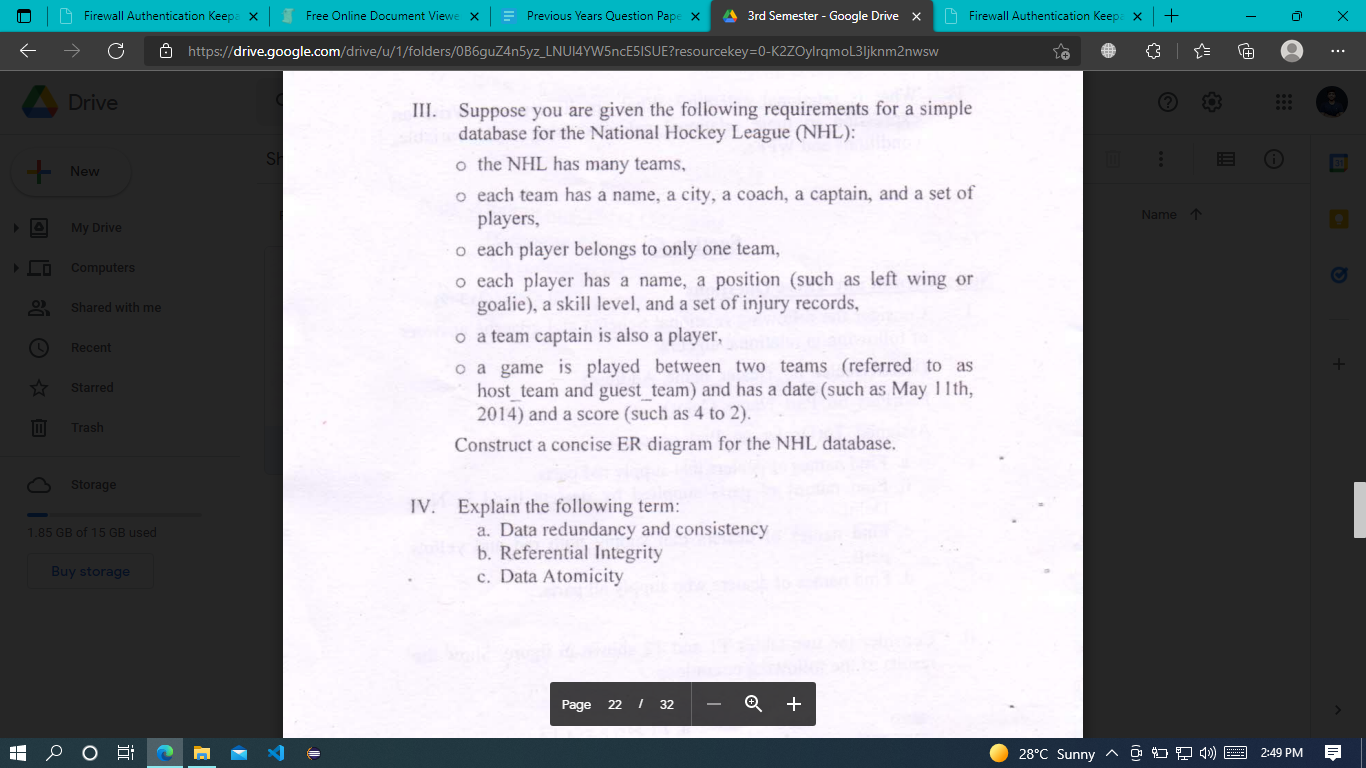 Firewall Authentication Keepa
Free Online Document Viewe
Previous Years Question Pape
3rd Semester - Google Drive
Firewall Authentication Keepa
https://drive.google.com/drive/u/1/folders/0B6guZ4n5yz_LNUI4YW5ncE5lSUE?resourcekey=0-K2ZOylrqmoL3Ijknm2nwsw
Drive
New
My Drive
Computers
Shared with me
Recent
Starred
Trash
Storage
1.85 GB of 15 GB used
Buy storage
Name
III. Suppose you are given the following requirements for a simple
database for the National Hockey League (NHL):
o the NHL has many teams,
o each team has a name, a city, a coach, a captain, and a set of
players,
o each player belongs to only one team,
o each player has a name, a position (such as left wing or
goalie), a skill level, and a set of injury records,
o a team captain is also a player,
o a game is played between two teams (referred to as
host_team and guest_team) and has a date (such as May 11th,
2014) and a score (such as 4 to 2).
Construct a concise ER diagram for the NHL database.
IV. Explain the following term:
a. Data redundancy and consistency
b. Referential Integrity
c. Data Atomicity
Page 22 / 32
28°C Sunny
2:49 PM